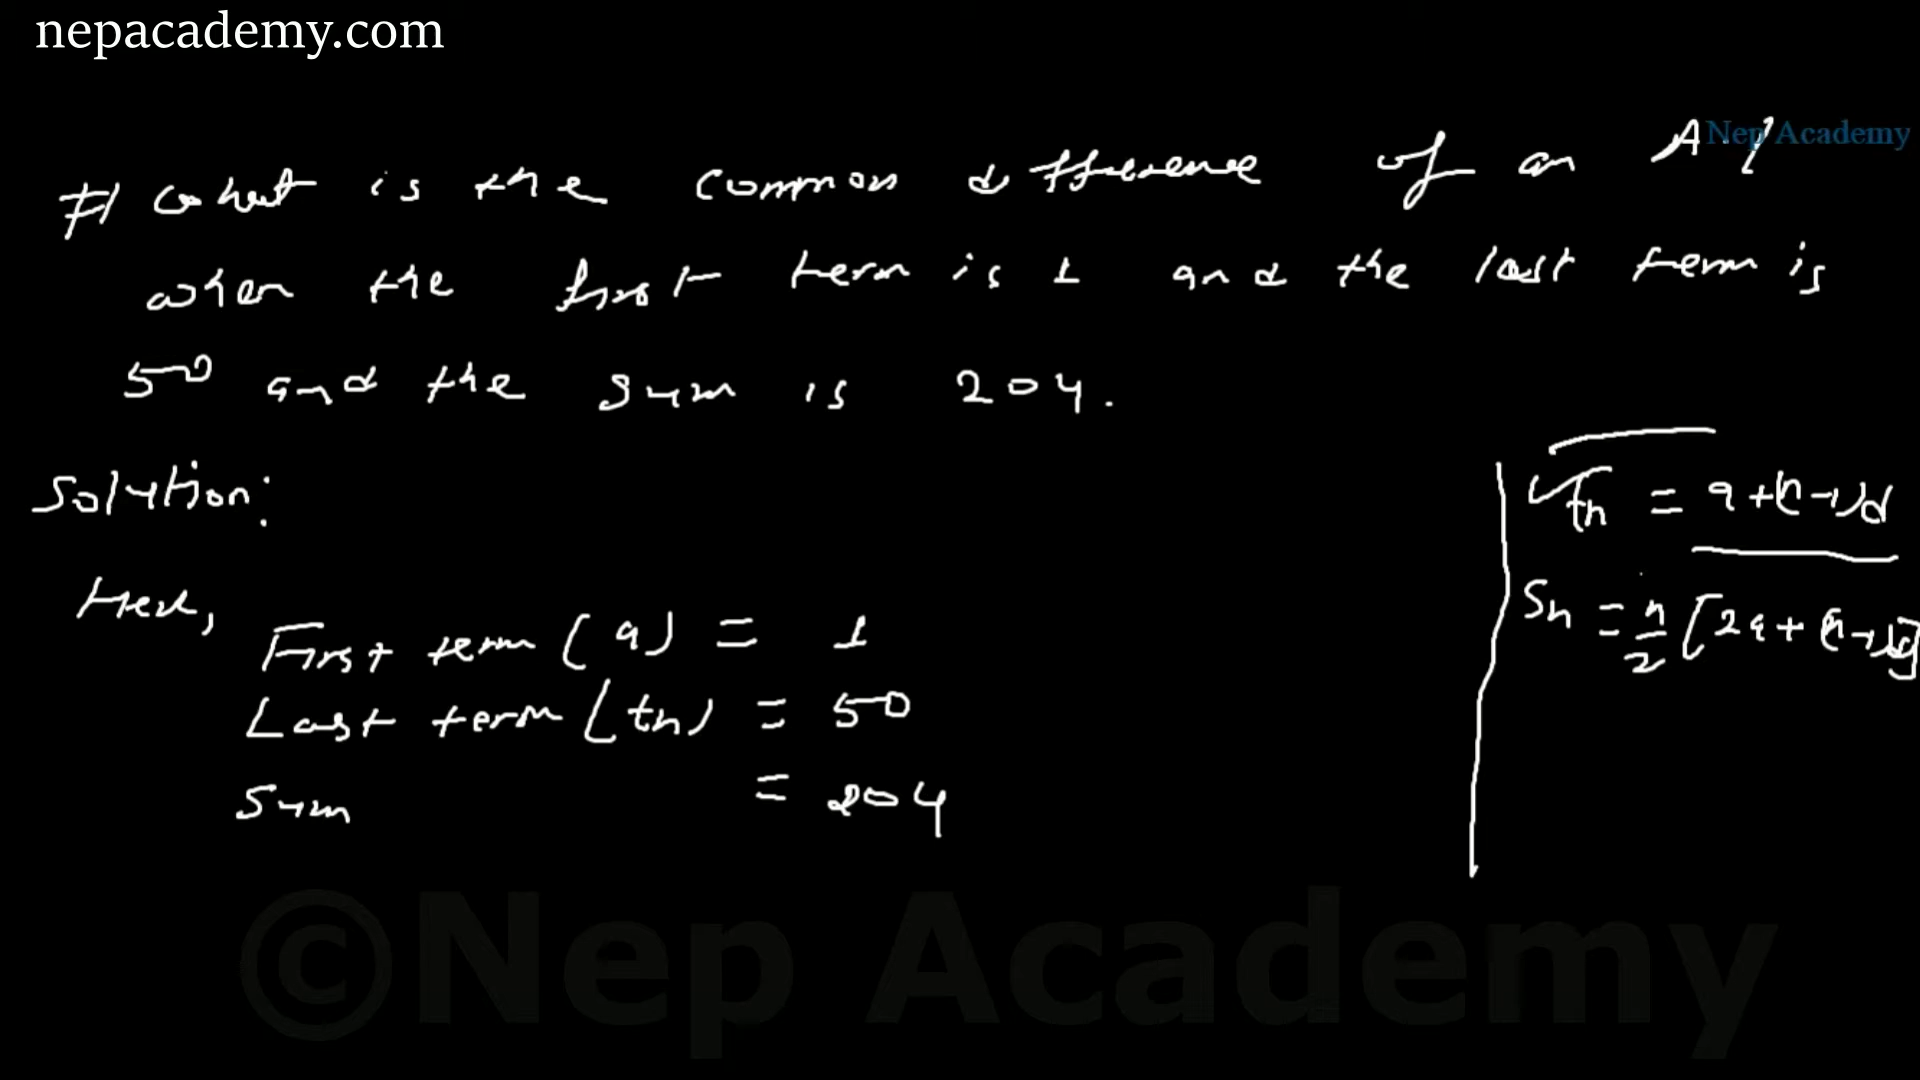 nepacademy.com
Nep Academy
# What is the common difference of an A.P
when the first term is 1 and the last term is
50 and the sum is 204.
Solution:
Here,
First term (a) = 1
Last term (tn) = 50
Sum = 204
tn = a+(n-1)d
Sn = n/2 [2a+(n-1)d]
©Nep Academy